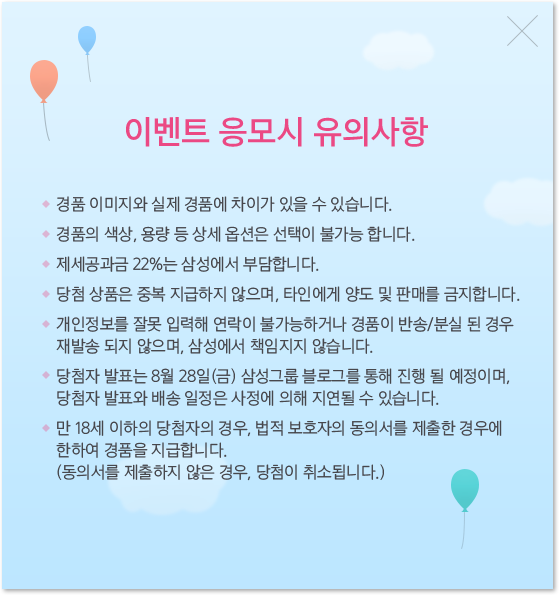 이벤트 응모시 유의사항
경품 이미지와 실제 경품에 차이가 있을 수 있습니다.
경품의 색상, 용량 등 상세 옵션은 선택이 불가능 합니다.
제세공과금 22%는 삼성에서 부담합니다.
당첨 상품은 중복 지급하지 않으며, 타인에게 양도 및 판매를 금지합니다.
개인정보를 잘못 입력해 연락이 불가능하거나 경품이 반송/분실 된 경우
재발송 되지 않으며, 삼성에서 책임지지 않습니다.
당첨자 발표는 8월 28일(금) 삼성그룹 블로그를 통해 진행 될 예정이며,
당첨자 발표와 배송 일정은 사정에 의해 지연될 수 있습니다.
만 18세 이하의 당첨자의 경우, 법적 보호자의 동의서를 제출한 경우에
한하여 경품을 지급합니다.
(동의서를 제출하지 않은 경우, 당첨이 취소됩니다.)